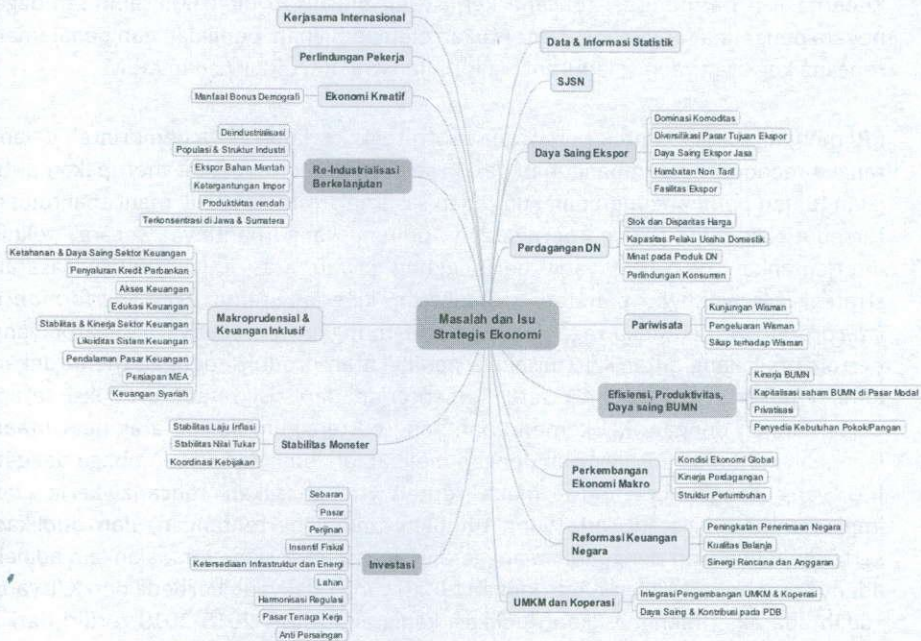 Kerjasama Internasional
Perlindungan Pekerja
Manfaat Bonus Demografi
Ekonomi Kreatif
Deindustrialisasi
Populasi & Struktur Industri
Ekspor Bahan Mentah
Ketergantungan Impor
Produktivitas rendah
Terkonsentrasi di Jawa & Sumatera
Re-Industrialisasi
Berkelanjutan
Ketahanan & Daya Saing Sektor Keuangan
Penyaluran Kredit Perbankan
Akses Keuangan
Edukasi Keuangan
Stabilitas & Kinerja Sektor Keuangan
Likuiditas Sistem Keuangan
Pendalaman Pasar Keuangan
Persiapan MEA
Keuangan Syariah
Makroprudensial &
Keuangan Inklusif
Stabilitas Laju Inflasi
Stabilitas Nilai Tukar
Koordinasi Kebijakan
Stabilitas Moneter
Sebaran
Pasar
Perijinan
Insentif Fiskal
Ketersediaan Infrastruktur dan Energi
Lahan
Harmonisasi Regulasi
Pasar Tenaga Kerja
Anti Persaingan
Investasi
Masalah dan Isu
Strategis Ekonomi
Data & Informasi Statistik
SJSN
Daya Saing Ekspor
Dominasi Komoditas
Diversifikasi Pasar Tujuan Ekspor
Daya Saing Ekspor Jasa
Hambatan Non Tarif
Fasilitas Ekspor
Perdagangan DN
Stok dan Disparitas Harga
Kapasitas Pelaku Usaha Domestik
Minat pada Produk DN
Perlindungan Konsumen
Pariwisata
Kunjungan Wisman
Pengeluaran Wisman
Sikap terhadap Wisman
Efisiensi, Produktivitas,
Daya saing BUMN
Kinerja BUMN
Kapitalisasi saham BUMN di Pasar Modal
Privatisasi
Penyedia Kebutuhan Pokok/Pangan
Perkembangan
Ekonomi Makro
Kondisi Ekonomi Global
Kinerja Perdagangan
Struktur Pertumbuhan
Reformasi Keuangan
Negara
Peningkatan Penerimaan Negara
Kualitas Belanja
Sinergi Rencana dan Anggaran
UMKM dan Koperasi
Integrasi Pengembangan UMKM & Koperasi
Daya Saing & Kontribusi pada PDB